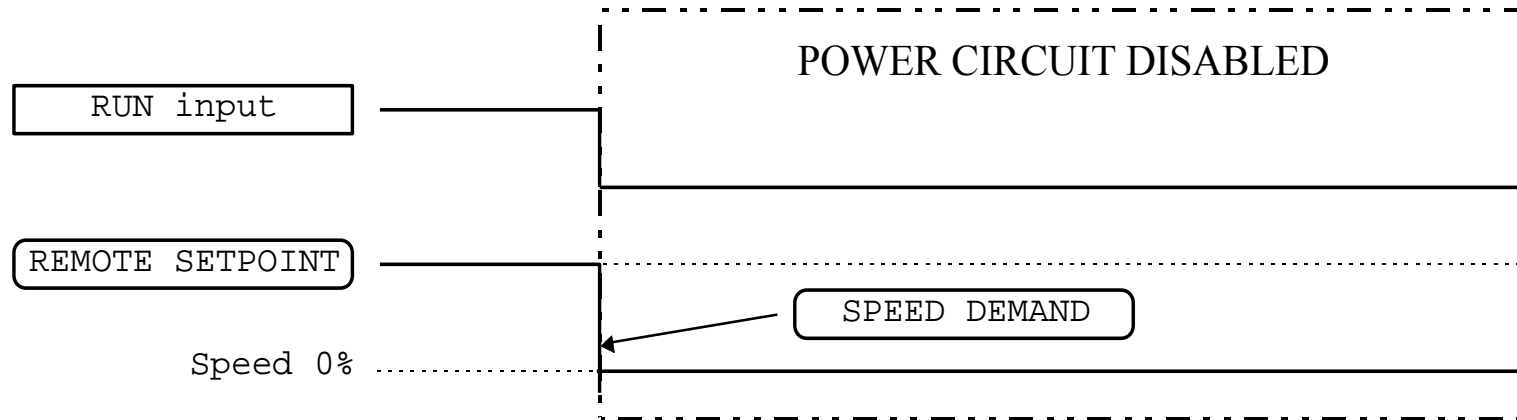 POWER CIRCUIT DISABLED
RUN input
REMOTE SETPOINT
SPEED DEMAND
Speed 0%